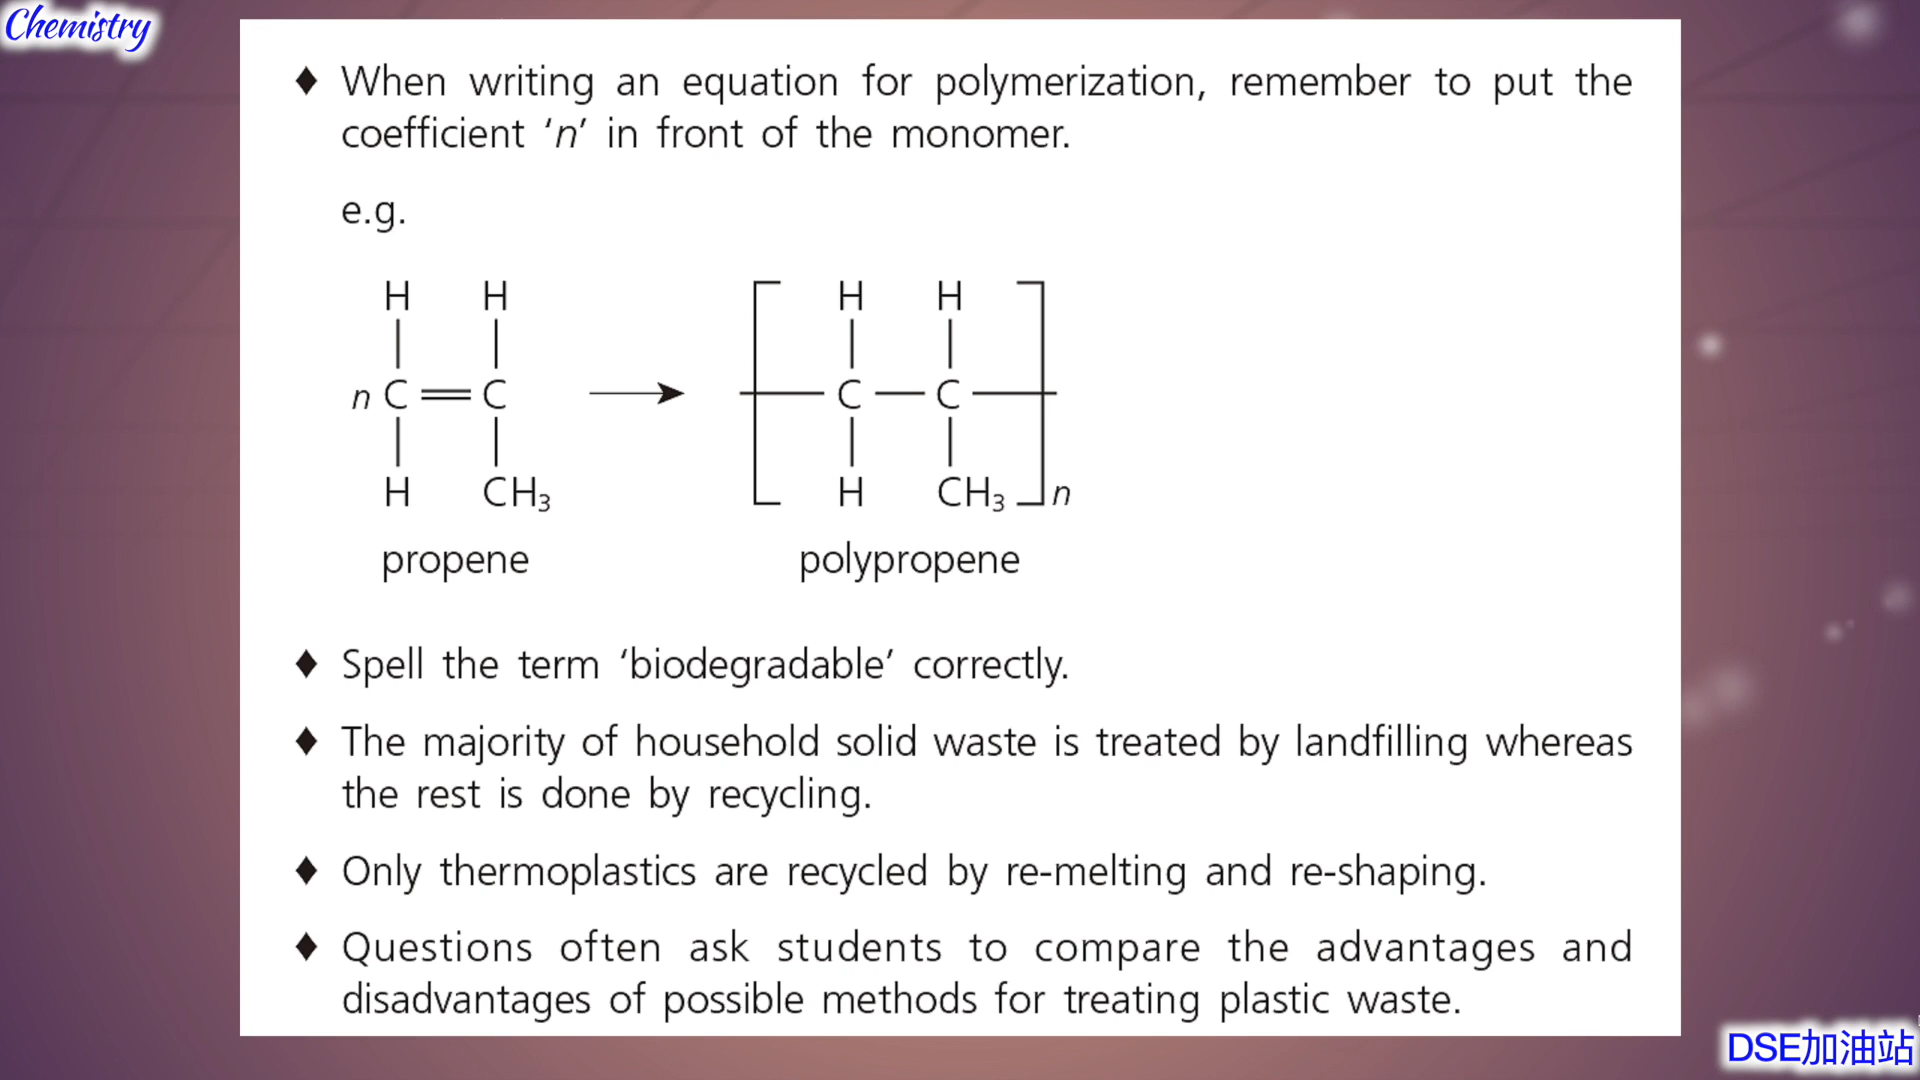 Chemistry
♦ When writing an equation for polymerization, remember to put the
coefficient ‘n’ in front of the monomer.
e.g.
H H H H
n C = C → C — C
H CH₃ H CH₃ n
propene polypropene
♦ Spell the term ‘biodegradable’ correctly.
♦ The majority of household solid waste is treated by landfilling whereas
the rest is done by recycling.
♦ Only thermoplastics are recycled by re-melting and re-shaping.
♦ Questions often ask students to compare the advantages and
disadvantages of possible methods for treating plastic waste.
DSE加油站